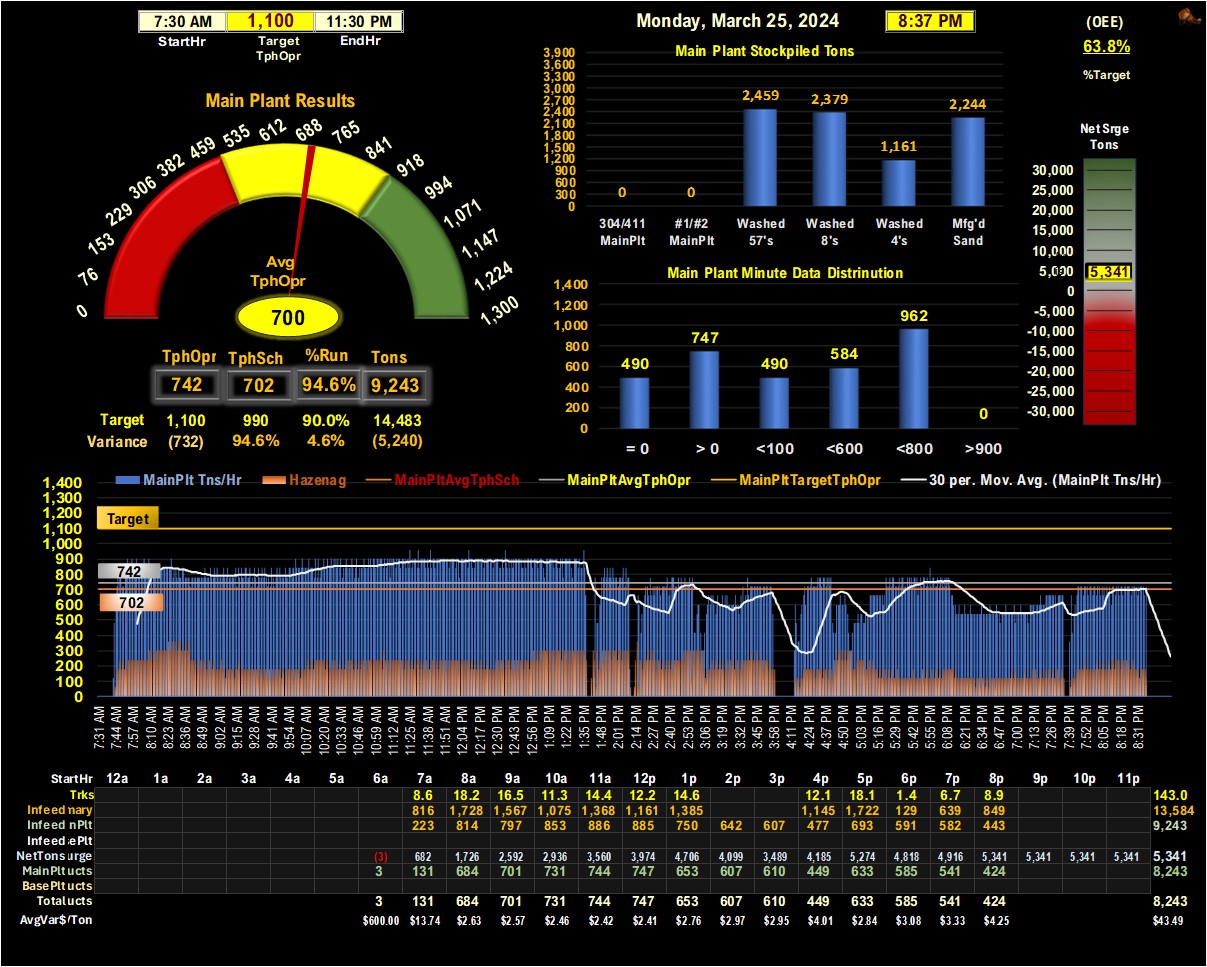 7:30 AM 1,100 11:30 PM
StartHr Target TphOpr EndHr
Monday, March 25, 2024 8:37 PM
(OEE)
63.8%
%Target
Main Plant Results
0 76 153 229 306 382 459 535 612 688 765 841 918 994 1,071 1,147 1,224 1,300
Avg
TphOpr
700
TphOpr TphSch %Run Tons
742 702 94.6% 9,243
Target 1,100 990 90.0% 14,483
Variance (732) 94.6% 4.6% (5,240)
Main Plant Stockpiled Tons
3,900
3,600
3,300
3,000
2,700
2,400
2,100
1,800
1,500
1,200
900
600
300
0
0 0 2,459 2,379 1,161 2,244
304/411 #1/#2 Washed Washed Washed Mfg'd
MainPlt MainPlt 57's 8's 4's Sand
Main Plant Minute Data Distrinution
1,400
1,200
1,000
800
600
400
200
0
490 747 490 584 962 0
= 0 > 0 <100 <600 <800 >900
Net Srge
Tons
30,000
25,000
20,000
15,000
10,000
5,000
5,341
0
-5,000
-10,000
-15,000
-20,000
-25,000
-30,000
MainPlt Tns/Hr Hazenag MainPltAvgTphSch MainPltAvgTphOpr MainPltTargetTphOpr 30 per. Mov. Avg. (MainPlt Tns/Hr)
1,400
1,300
1,200
1,100
1,000
900
800
700
600
500
400
300
200
100
0
Target
742
702
7:31 AM 7:44 AM 7:57 AM 8:10 AM 8:23 AM 8:36 AM 8:49 AM 9:02 AM 9:15 AM 9:28 AM 9:41 AM 9:54 AM 10:07 AM 10:20 AM 10:33 AM 10:46 AM 10:59 AM 11:12 AM 11:25 AM 11:38 AM 11:51 AM 12:04 PM 12:17 PM 12:30 PM 12:43 PM 12:56 PM 1:09 PM 1:22 PM 1:35 PM 1:48 PM 2:01 PM 2:14 PM 2:27 PM 2:40 PM 2:53 PM 3:06 PM 3:19 PM 3:32 PM 3:45 PM 3:58 PM 4:11 PM 4:24 PM 4:37 PM 4:50 PM 5:03 PM 5:16 PM 5:29 PM 5:42 PM 5:55 PM 6:08 PM 6:21 PM 6:34 PM 6:47 PM 7:00 PM 7:13 PM 7:26 PM 7:39 PM 7:52 PM 8:05 PM 8:18 PM 8:31 PM
StartHr 12a 1a 2a 3a 4a 5a 6a 7a 8a 9a 10a 11a 12p 1p 2p 3p 4p 5p 6p 7p 8p 9p 10p 11p
Trks 8.6 18.2 16.5 11.3 14.4 12.2 14.6 12.1 18.1 1.4 6.7 8.9 143.0
Infeed nary 816 1,728 1,567 1,075 1,368 1,161 1,385 1,145 1,722 129 639 849 13,584
Infeed nPlt 223 814 797 853 886 885 750 642 607 477 693 591 582 443 9,243
Infeed ePlt
NetTons urge (3) 682 1,726 2,592 2,936 3,560 3,974 4,706 4,099 3,489 4,185 5,274 4,818 4,916 5,341 5,341 5,341 5,341 5,341
MainPlt ucts 3 131 684 701 731 744 747 653 607 610 449 633 585 541 424 8,243
BasePlt ucts
Total ucts 3 131 684 701 731 744 747 653 607 610 449 633 585 541 424 8,243
AvgVar$/Ton $600.00 $13.74 $2.63 $2.57 $2.46 $2.42 $2.41 $2.76 $2.97 $2.95 $4.01 $2.84 $3.08 $3.33 $4.25 $43.49